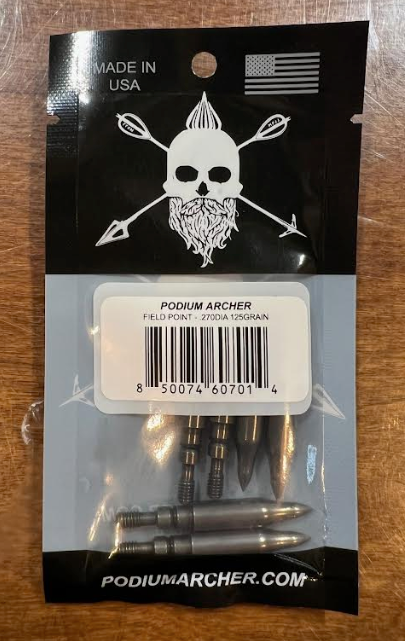 MADE IN
USA
PODIUM ARCHER
FIELD POINT - .270DIA 125GRAIN
8 50074 60701 4
PODIUMARCHER.COM